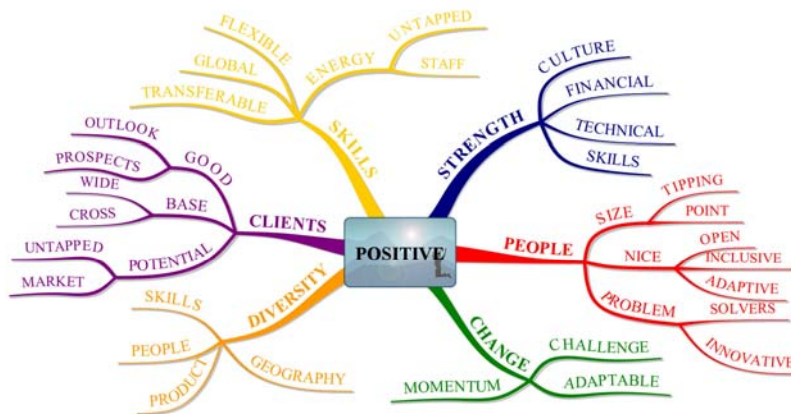 POSITIVE
STRENGTH
CULTURE
FINANCIAL
TECHNICAL
SKILLS
PEOPLE
SIZE
TIPPING
POINT
NICE
OPEN
INCLUSIVE
ADAPTIVE
PROBLEM
SOLVERS
INNOVATIVE
CHANGE
CHALLENGE
ADAPTABLE
MOMENTUM
DIVERSITY
SKILLS
PEOPLE
PRODUCT
GEOGRAPHY
CLIENTS
GOOD
OUTLOOK
PROSPECTS
BASE
WIDE
CROSS
POTENTIAL
UNTAPPED
MARKET
SKILLS
FLEXIBLE
GLOBAL
TRANSFERABLE
ENERGY
UNTAPPED
STAFF